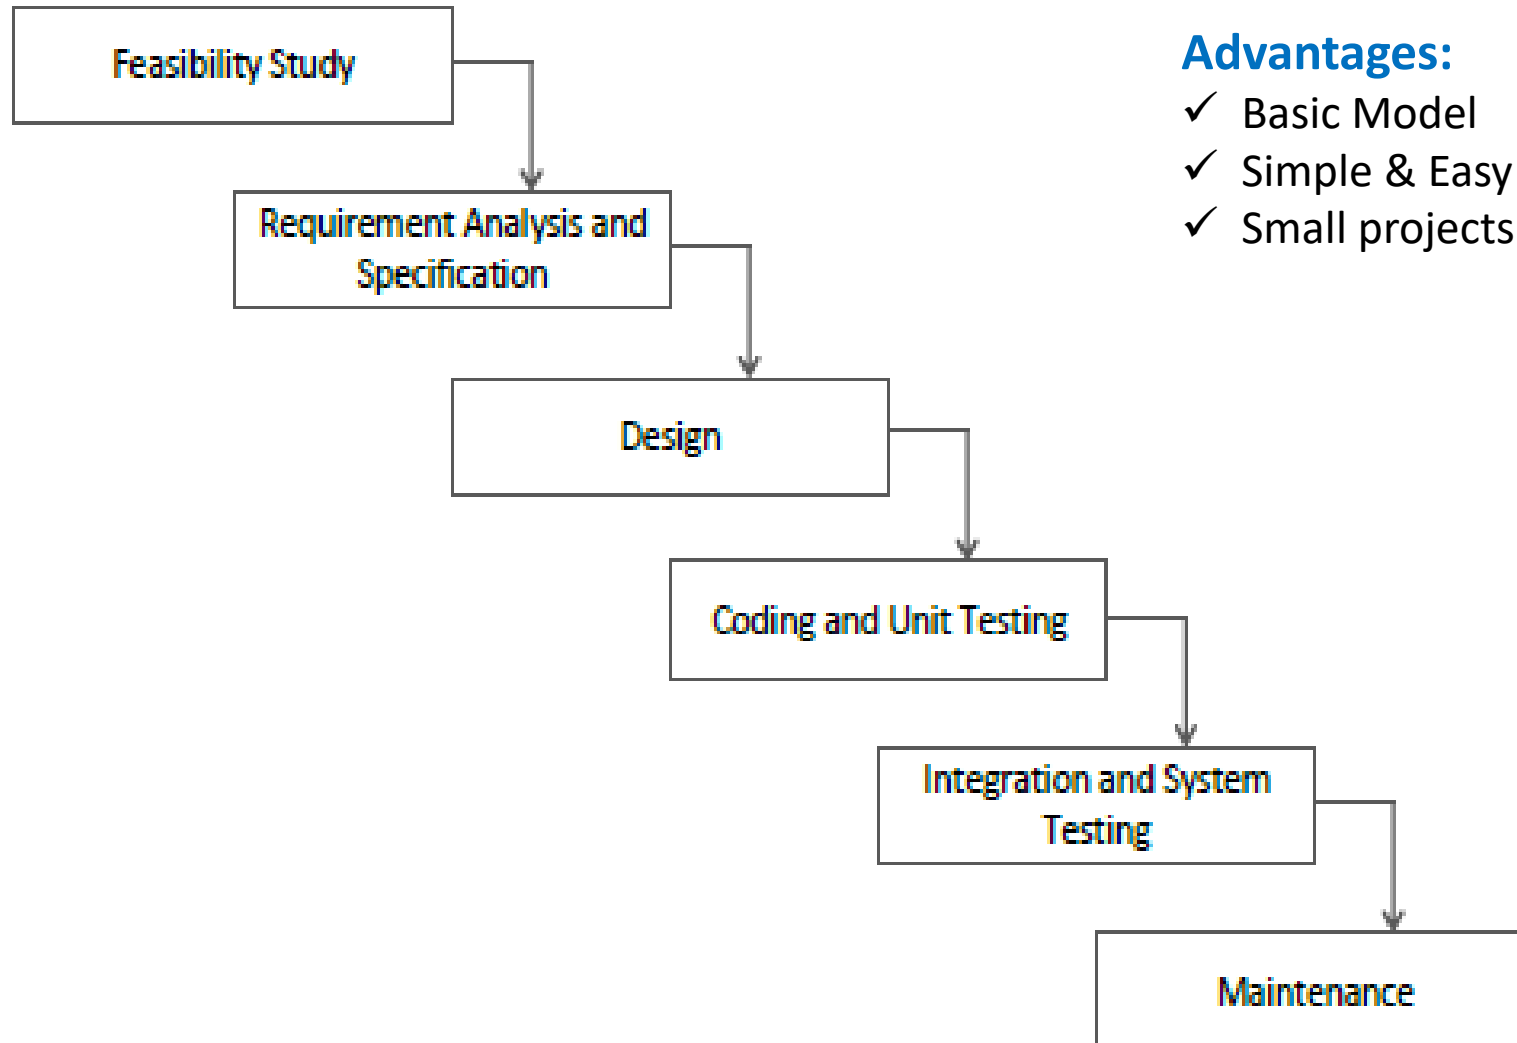 Feasibility Study
Advantages:
✓ Basic Model
✓ Simple & Easy
✓ Small projects
Requirement Analysis and
Specification
Design
Coding and Unit Testing
Integration and System
Testing
Maintenance